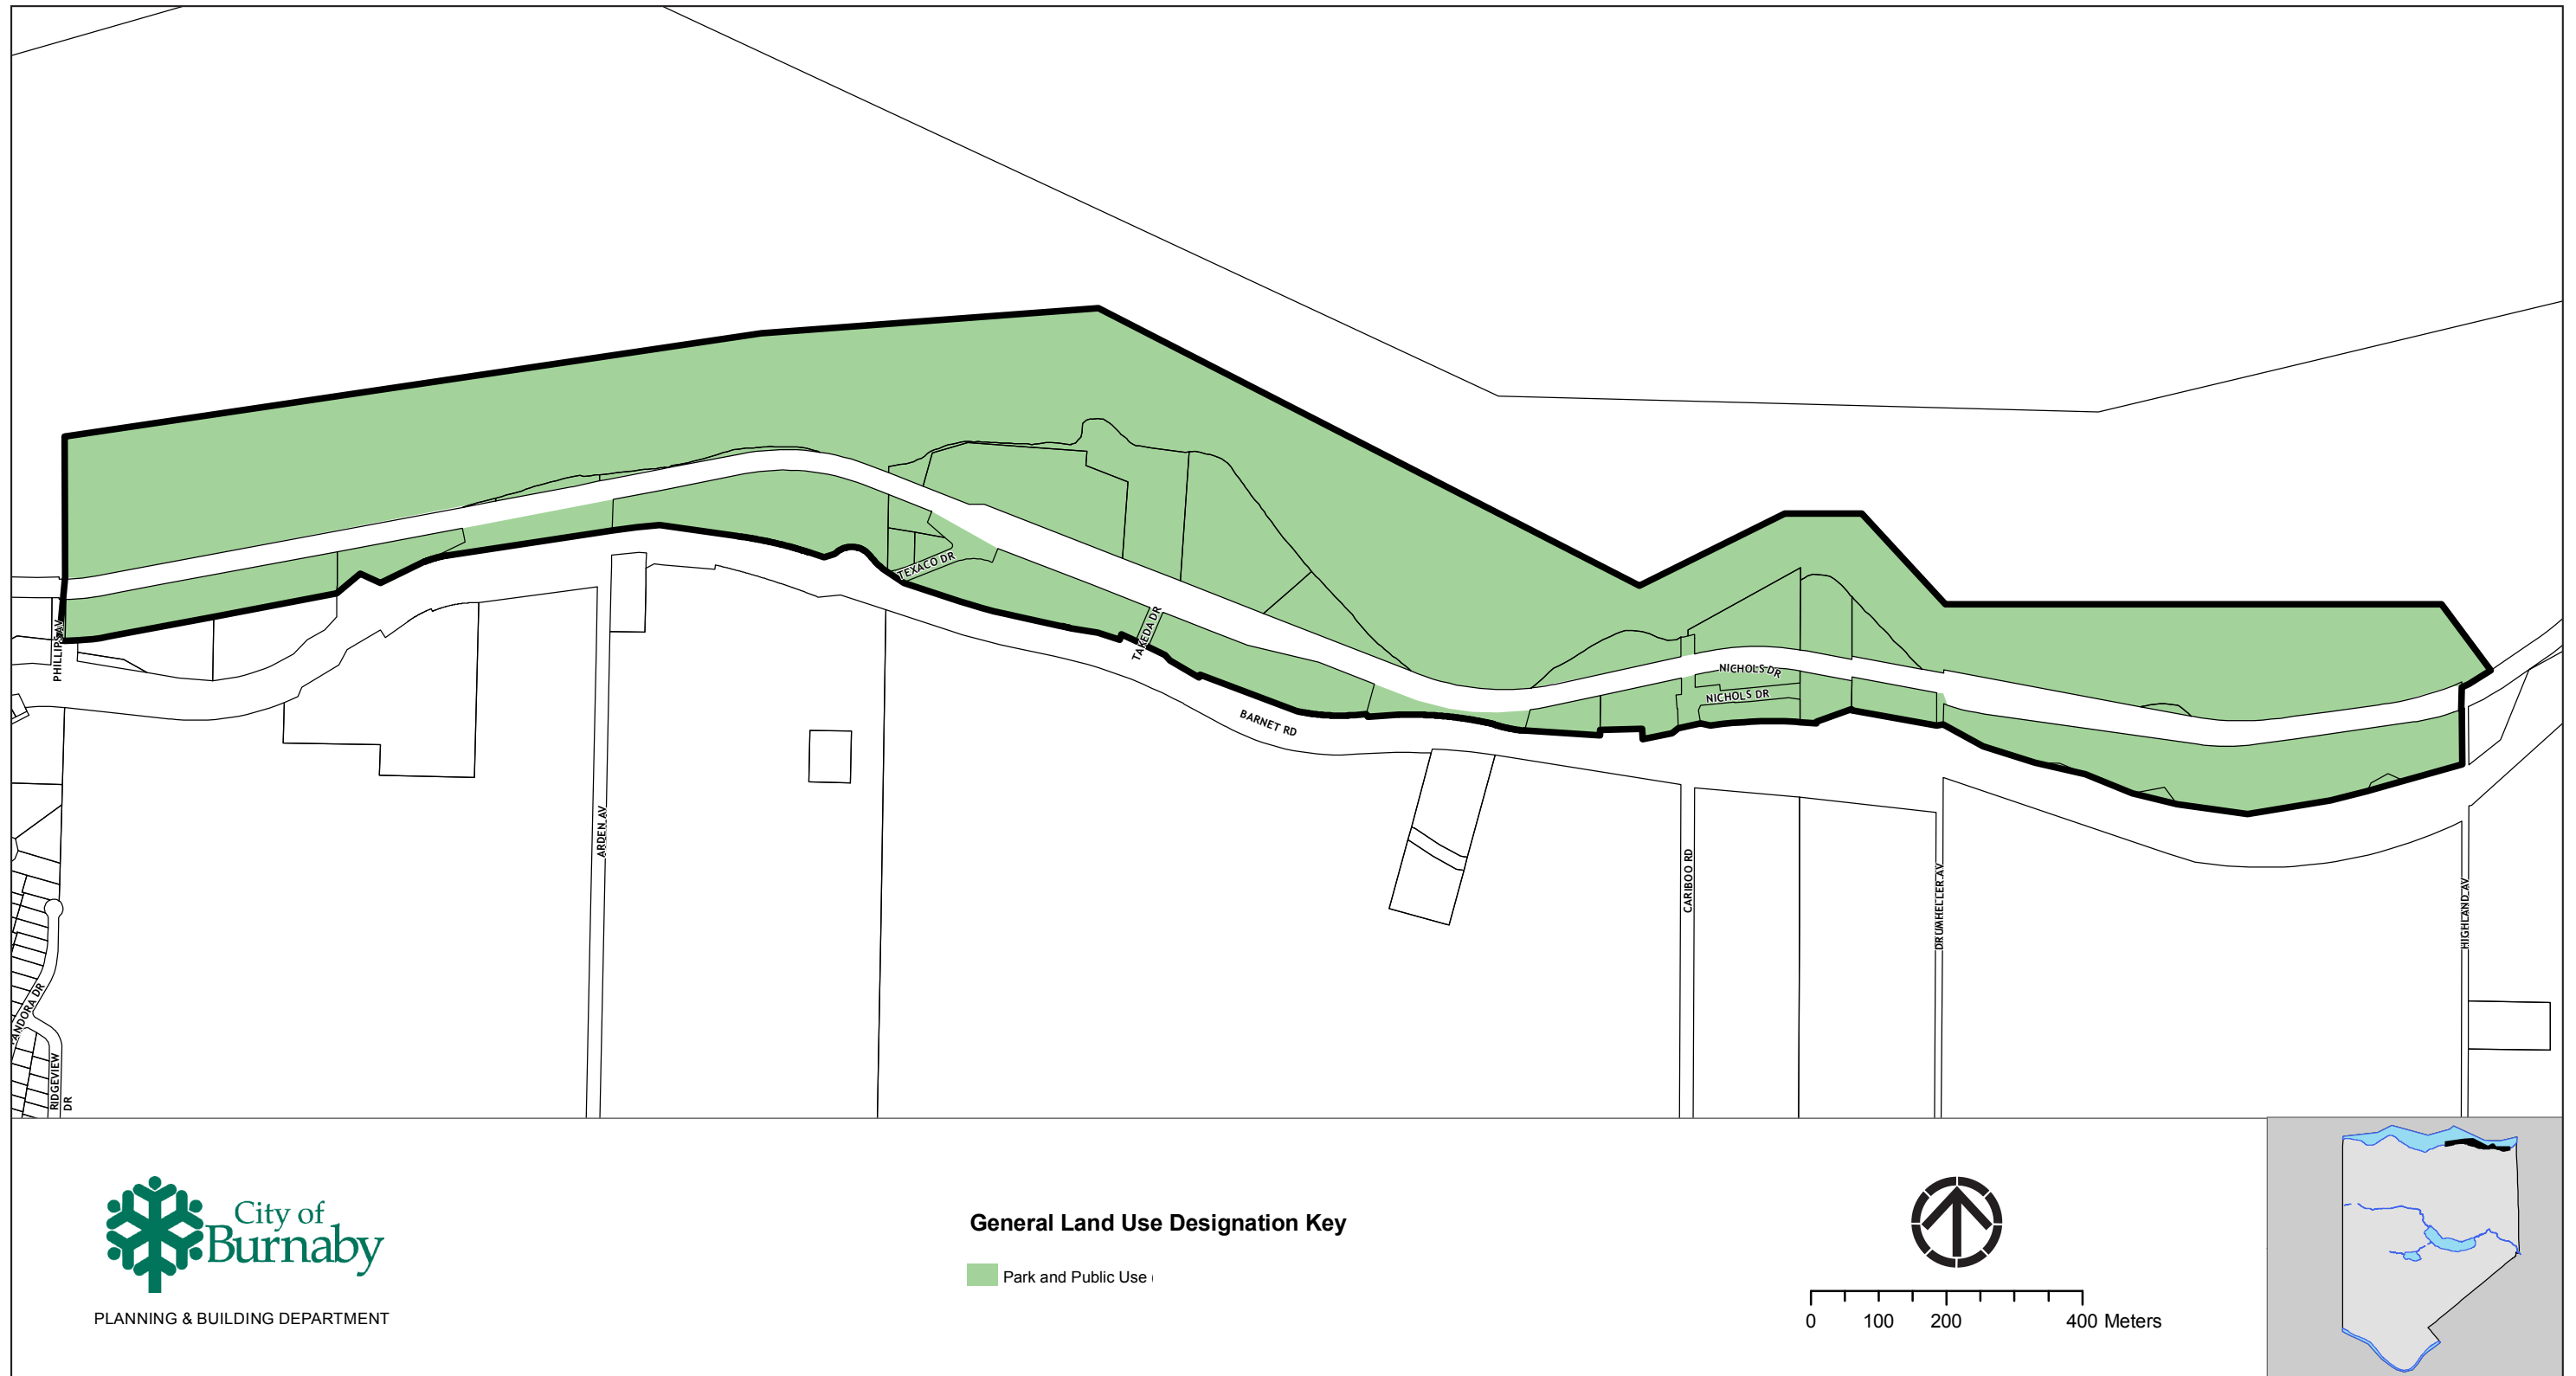 TEXACO DR
TAKEDA DR
PHILLIPS AV
NICHOLS DR
NICHOLS DR
BARNET RD
ARDEN AV
CARIBOO RD
DRUMHELLER AV
HIGHLAND AV
RIDGEVIEW
DR
City of
Burnaby
PLANNING & BUILDING DEPARTMENT
General Land Use Designation Key
Park and Public Use
0 100 200 400 Meters